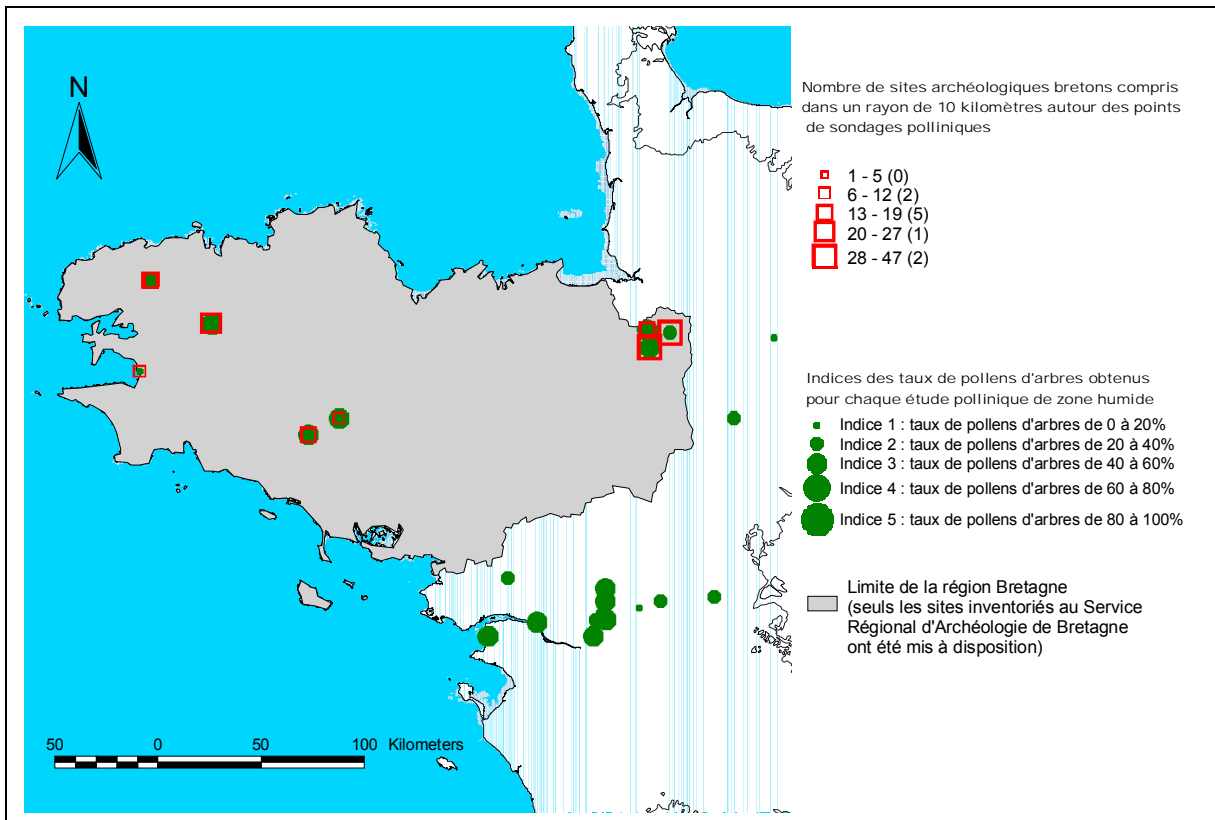 N
Nombre de sites archéologiques bretons compris
dans un rayon de 10 kilomètres autour des points
de sondages polliniques
1 - 5 (0)
6 - 12 (2)
13 - 19 (5)
20 - 27 (1)
28 - 47 (2)
Indices des taux de pollens d'arbres obtenus
pour chaque étude pollinique de zone humide
Indice 1 : taux de pollens d'arbres de 0 à 20%
Indice 2 : taux de pollens d'arbres de 20 à 40%
Indice 3 : taux de pollens d'arbres de 40 à 60%
Indice 4 : taux de pollens d'arbres de 60 à 80%
Indice 5 : taux de pollens d'arbres de 80 à 100%
Limite de la région Bretagne
(seuls les sites inventoriés au Service
Régional d'Archéologie de Bretagne
ont été mis à disposition)
50 0 50 100 Kilometers